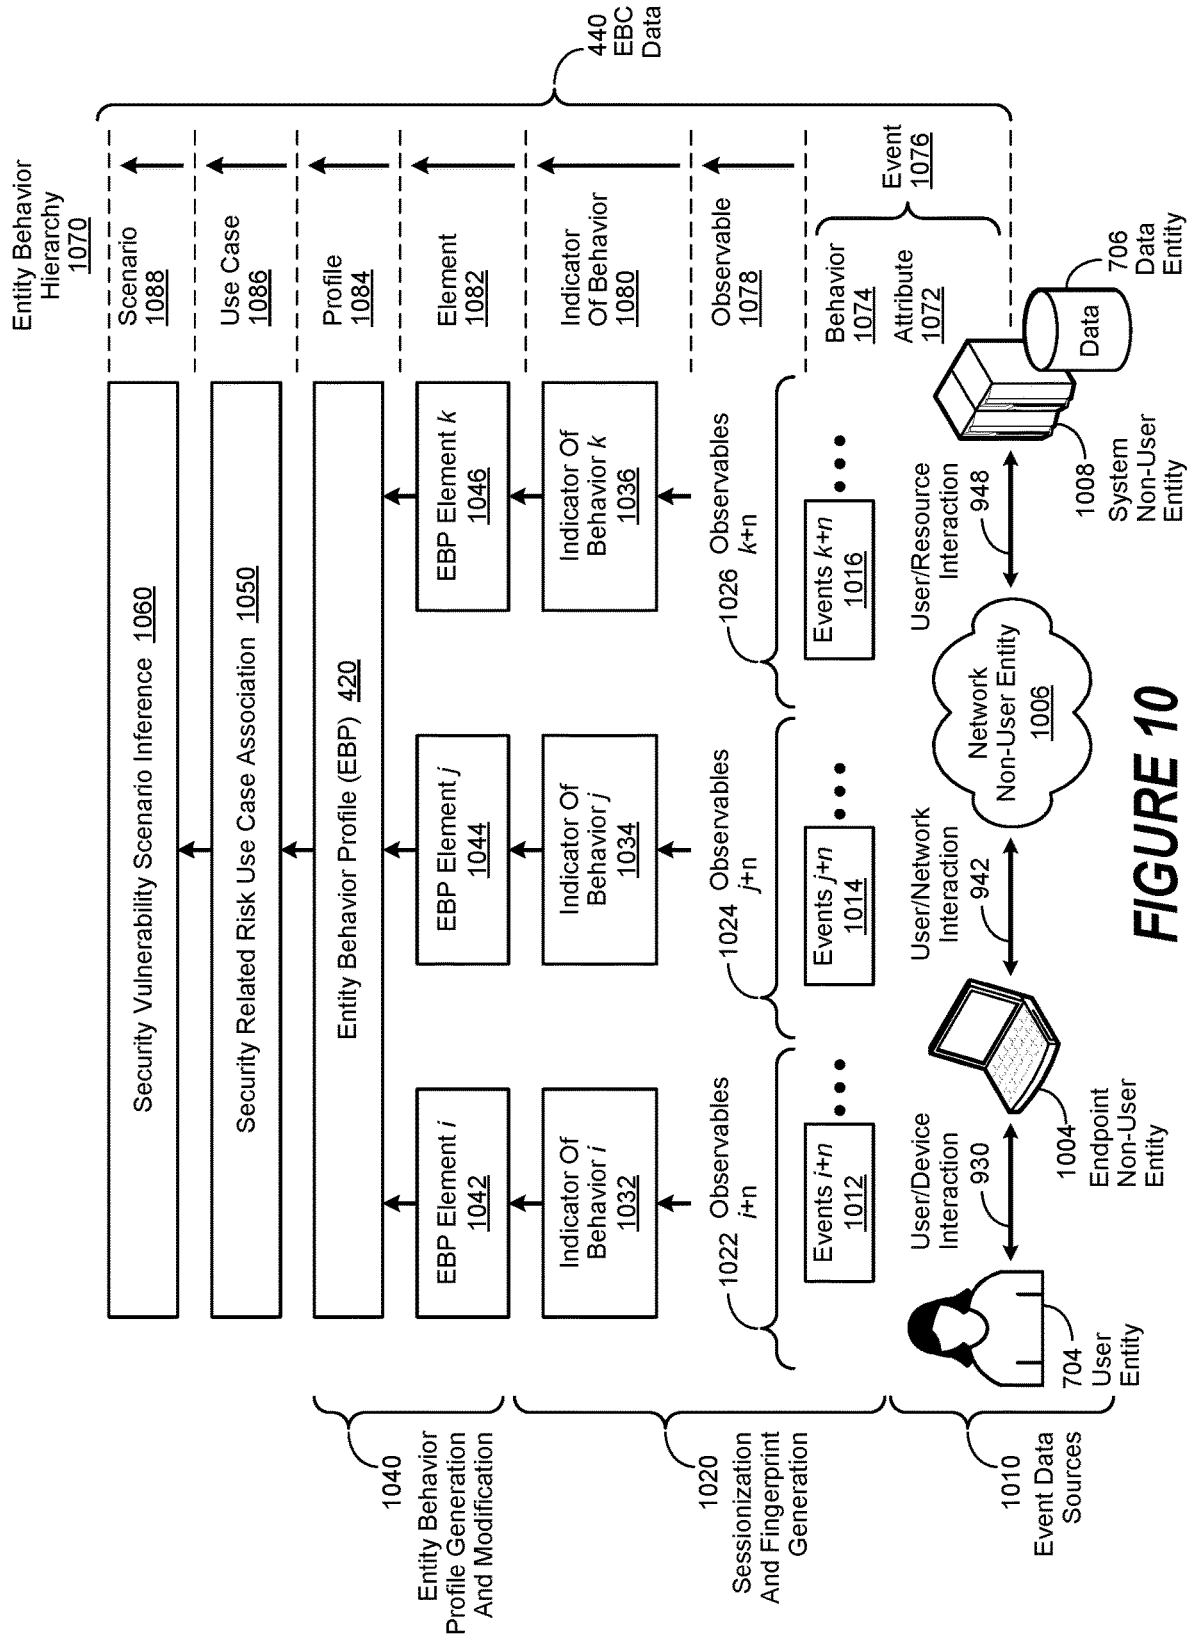 Entity Behavior
Hierarchy
1070
Scenario
1088
Use Case
1086
Profile
1084
Element
1082
Indicator
Of Behavior
1080
Observable
1078
Behavior
1074
Attribute
1072
Event
1076
440
EBC
Data
Security Vulnerability Scenario Inference 1060
Security Related Risk Use Case Association 1050
Entity Behavior Profile (EBP) 420
1040
Entity Behavior
Profile Generation
And Modification
EBP Element i
1042
EBP Element j
1044
EBP Element k
1046
Indicator Of
Behavior i
1032
Indicator Of
Behavior j
1034
Indicator Of
Behavior k
1036
1020
Sessionization
And Fingerprint
Generation
1022
Observables
i+n
1024
Observables
j+n
1026
Observables
k+n
Events i+n
1012
Events j+n
1014
Events k+n
1016
1010
Event Data
Sources
704
User
Entity
User/Device
Interaction
930
1004
Endpoint
Non-User
Entity
User/Network
Interaction
942
Network
Non-User Entity
1006
User/Resource
Interaction
948
1008
System
Non-User
Entity
Data
706
Data
Entity
FIGURE 10